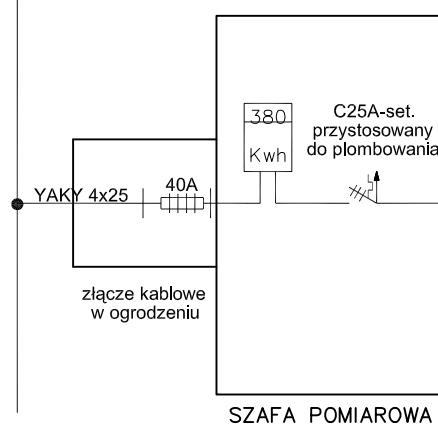 380
Kwh
C25A-set.
przystosowany
do plombowania
YAKY 4x25
40A
złącze kablowe
w ogrodzeniu
SZAFA POMIAROWA